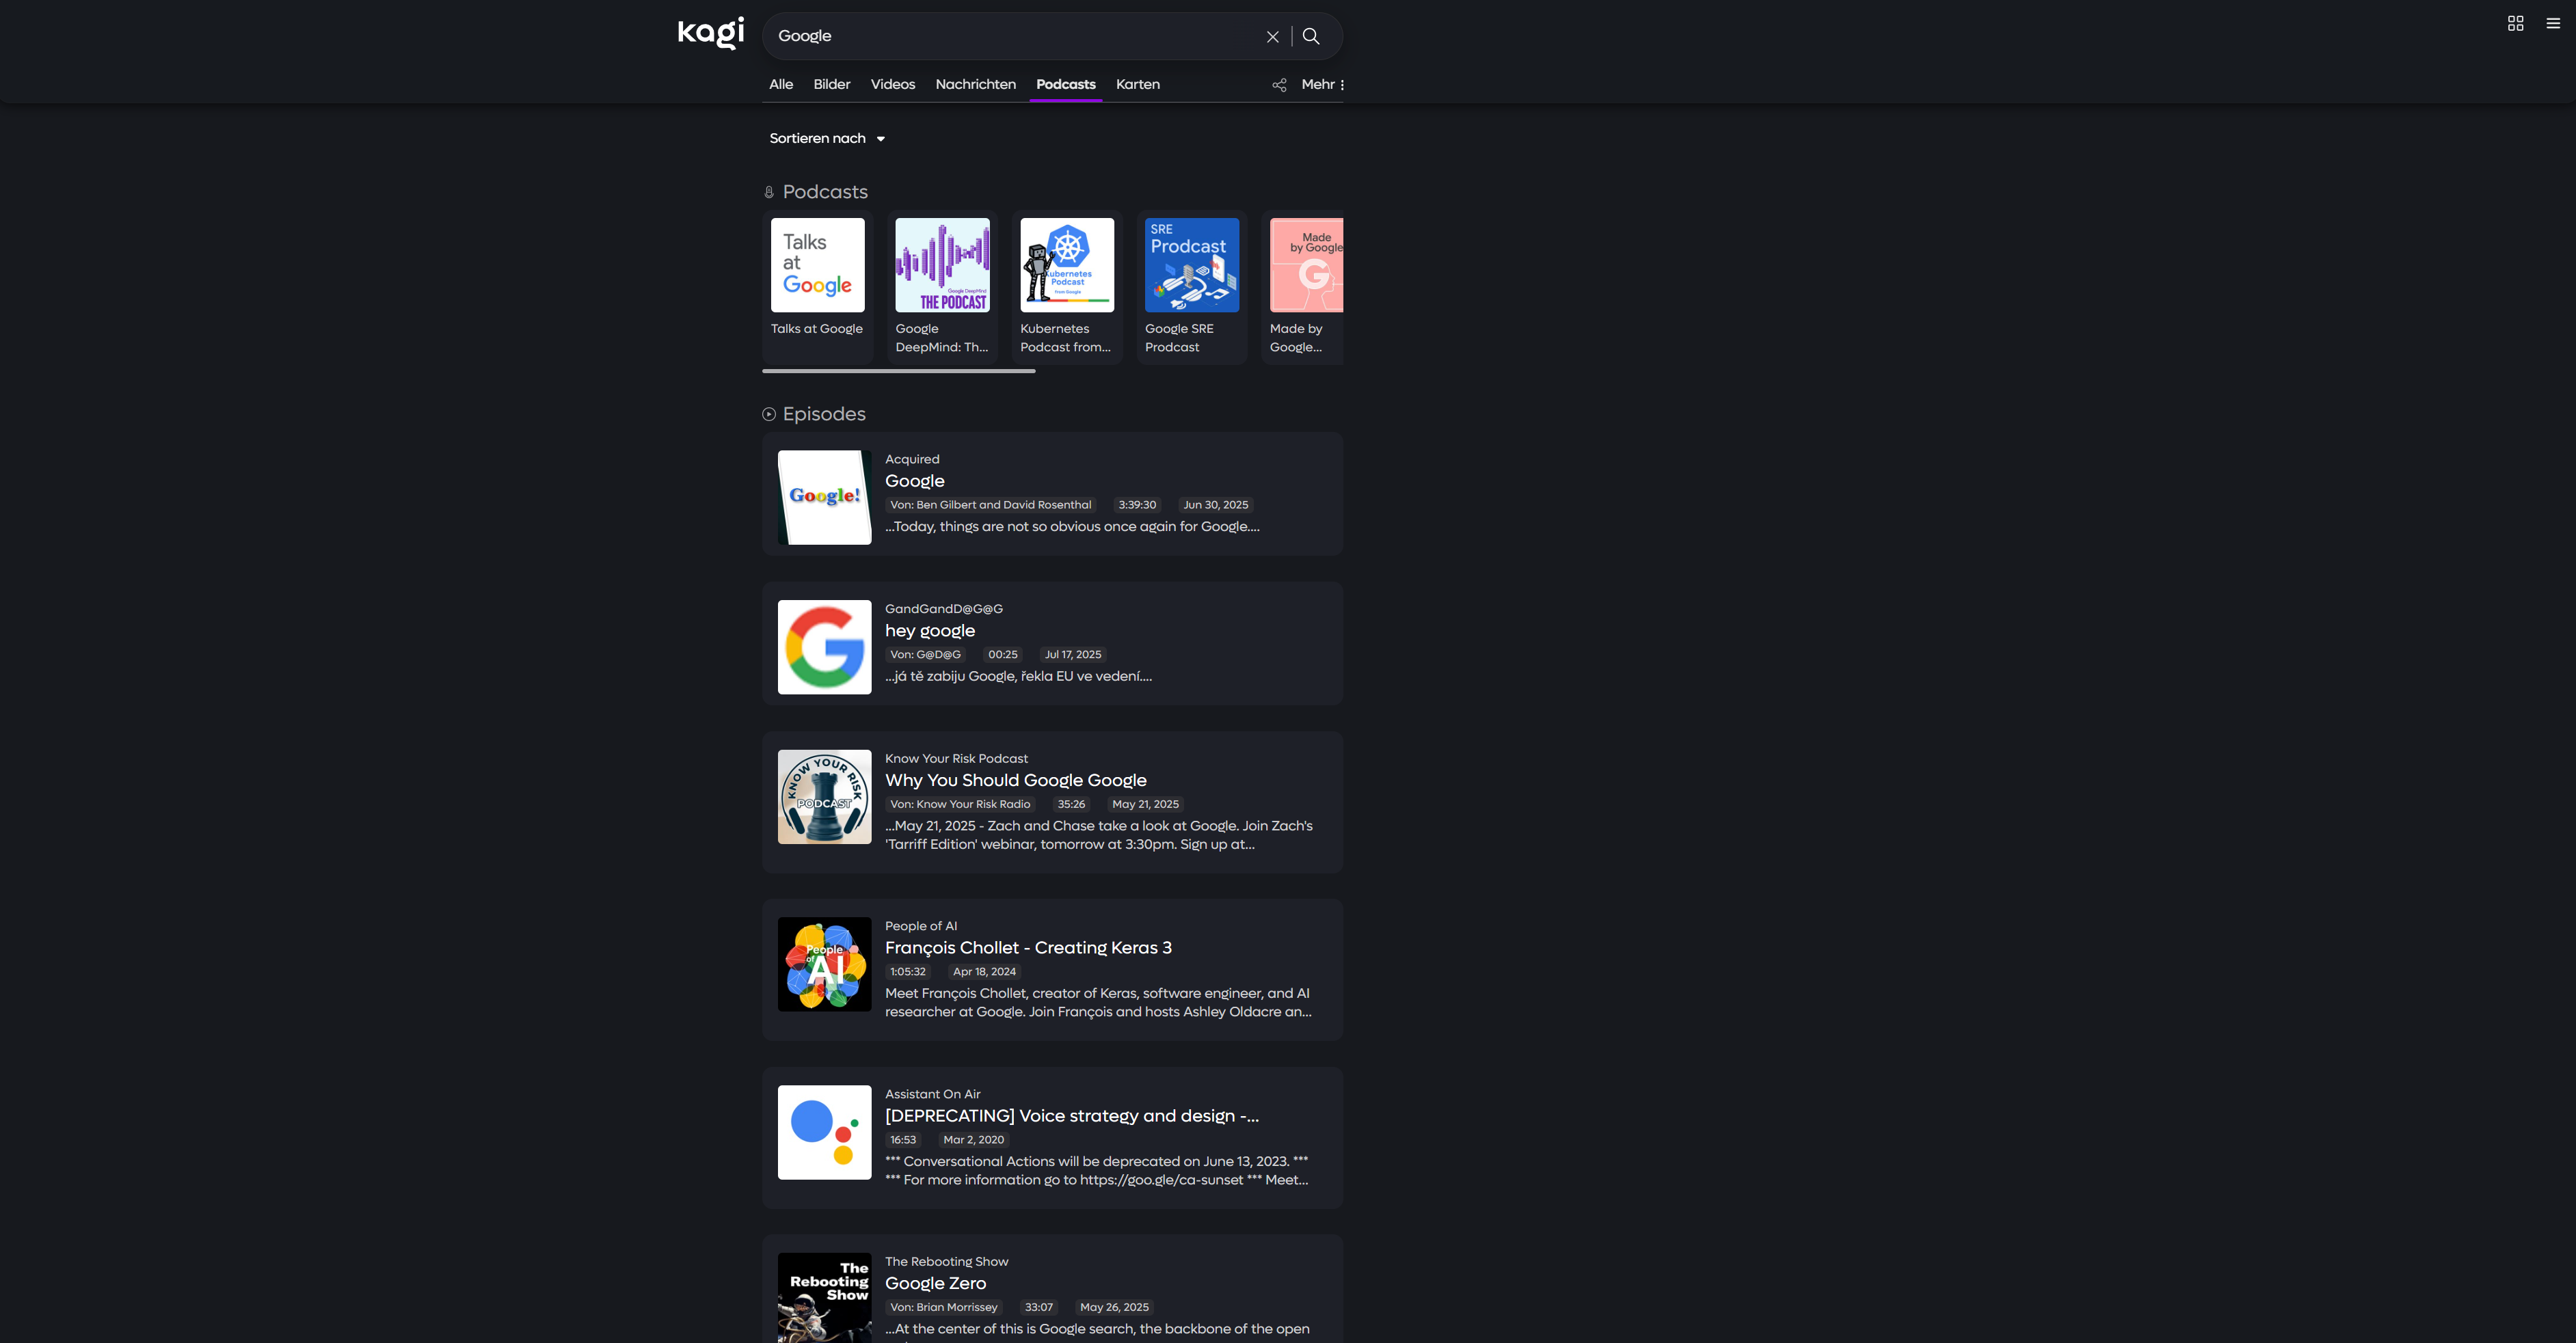 kagi
Google
Alle Bilder Videos Nachrichten Podcasts Karten Mehr
Sortieren nach
Podcasts
Talks
at
Google
Talks at Google
Google DeepMind
THE PODCAST
Google
DeepMind: Th...
Kubernetes
Podcast
from Google
Kubernetes
Podcast from...
SRE
Prodcast
Google SRE
Prodcast
Made
by Google
G
Made by
Google...
Episodes
Google!
Acquired
Google
Von: Ben Gilbert and David Rosenthal 3:39:30 Jun 30, 2025
...Today, things are not so obvious once again for Google....
G
GandGandD@G@G
hey google
Von: G@D@G 00:25 Jul 17, 2025
...já tě zabiju Google, řekla EU ve vedení....
KNOW YOUR RISK
PODCAST
Know Your Risk Podcast
Why You Should Google Google
Von: Know Your Risk Radio 35:26 May 21, 2025
...May 21, 2025 - Zach and Chase take a look at Google. Join Zach's
'Tarriff Edition' webinar, tomorrow at 3:30pm. Sign up at...
People
of
AI
People of AI
François Chollet - Creating Keras 3
1:05:32 Apr 18, 2024
Meet François Chollet, creator of Keras, software engineer, and AI
researcher at Google. Join François and hosts Ashley Oldacre an...
Assistant On Air
[DEPRECATING] Voice strategy and design -...
16:53 Mar 2, 2020
*** Conversational Actions will be deprecated on June 13, 2023. ***
*** For more information go to https://goo.gle/ca-sunset *** Meet...
The
Rebooting
Show
The Rebooting Show
Google Zero
Von: Brian Morrissey 33:07 May 26, 2025
...At the center of this is Google search, the backbone of the open